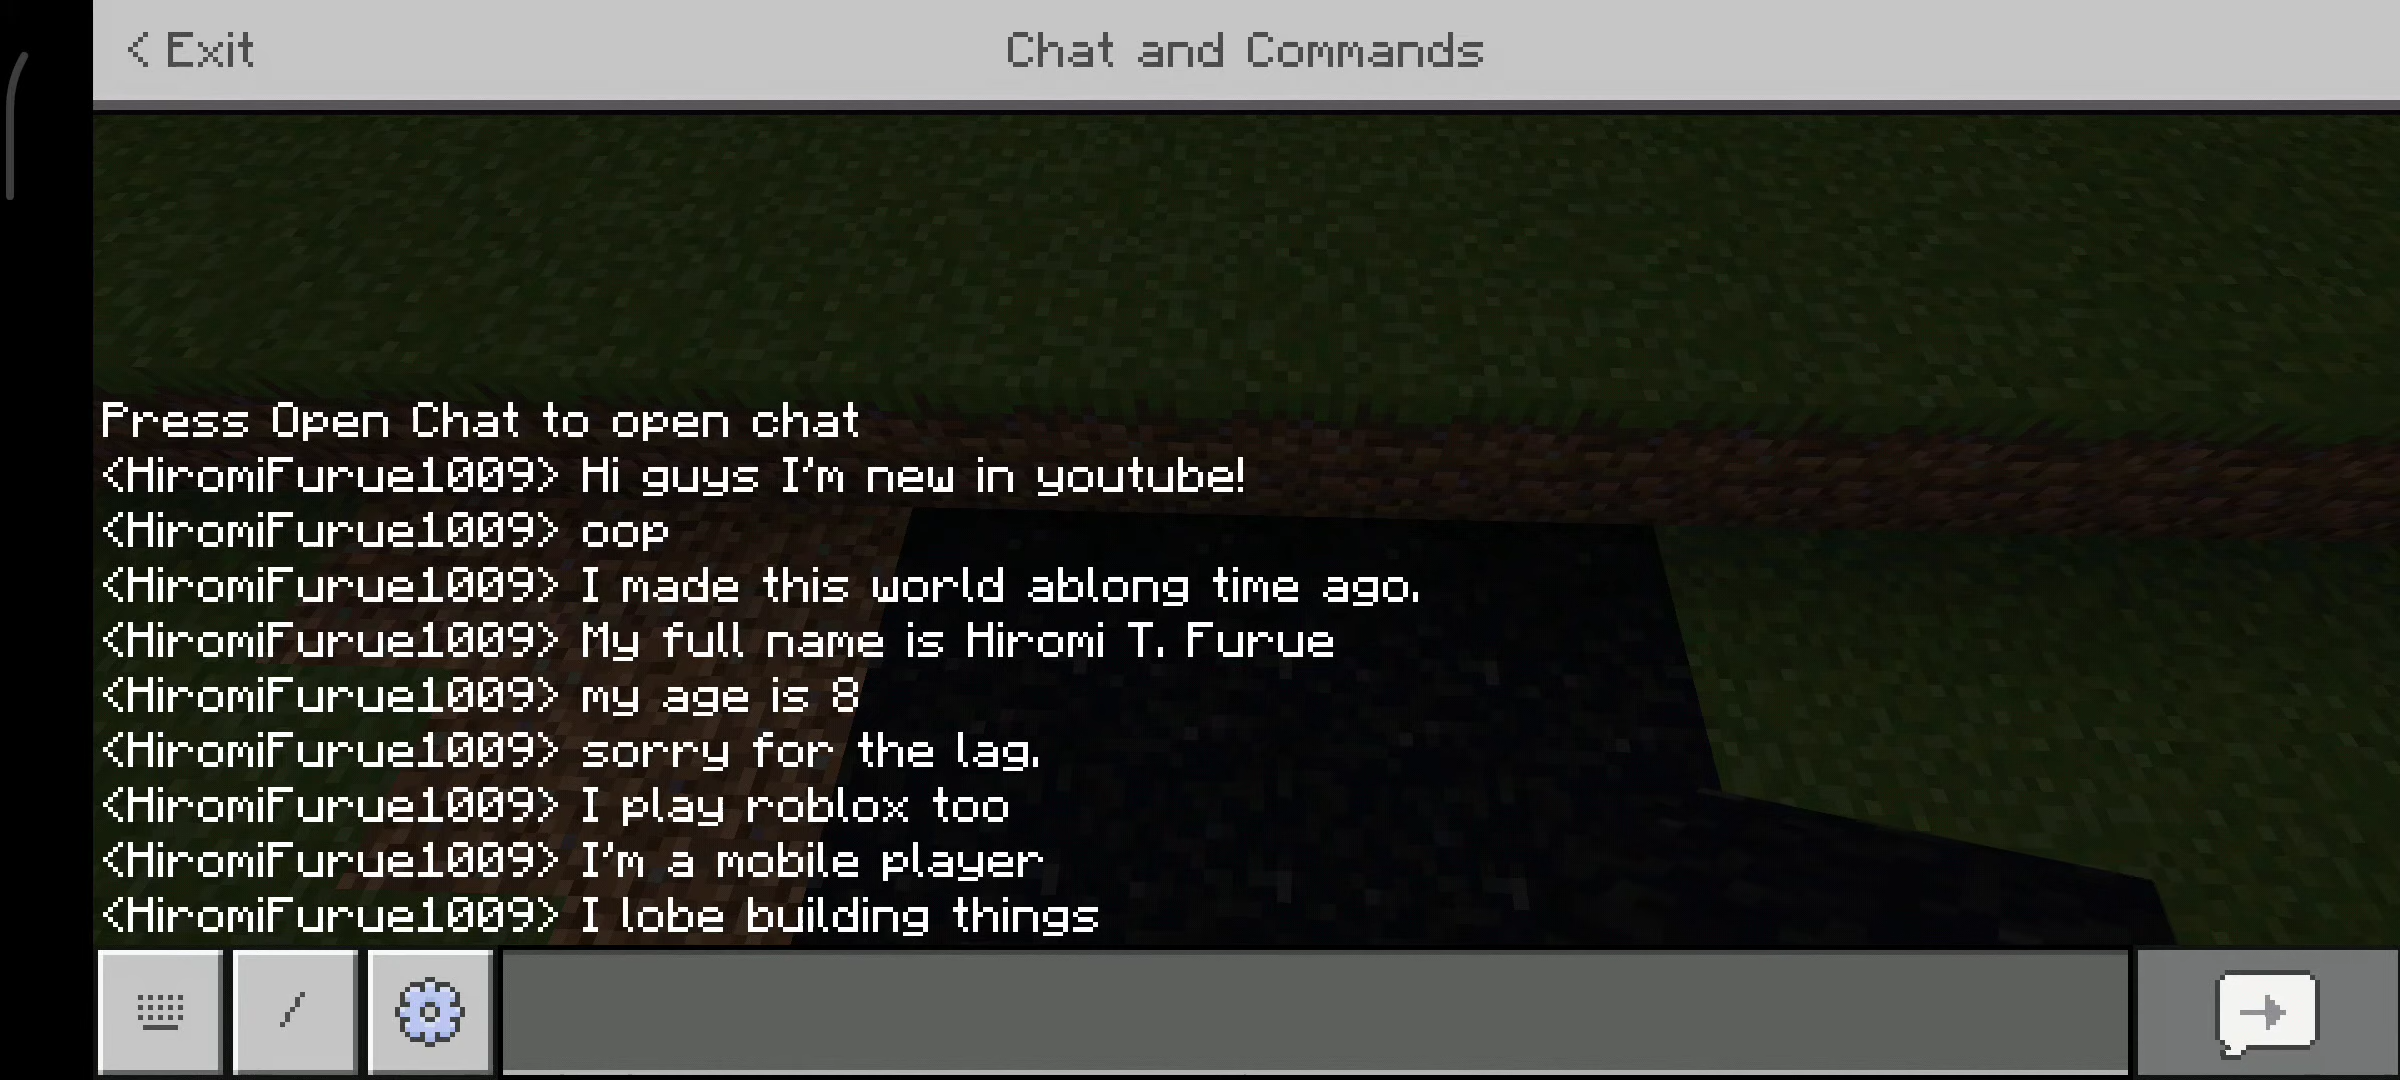 < Exit
Chat and Commands
Press Open Chat to open chat
<HiromiFurue1009> Hi guys I'm new in youtube!
<HiromiFurue1009> oop
<HiromiFurue1009> I made this world ablong time ago.
<HiromiFurue1009> My full name is Hiromi T. Furue
<HiromiFurue1009> my age is 8
<HiromiFurue1009> sorry for the lag.
<HiromiFurue1009> I play roblox too
<HiromiFurue1009> I'm a mobile player
<HiromiFurue1009> I lobe building things
/